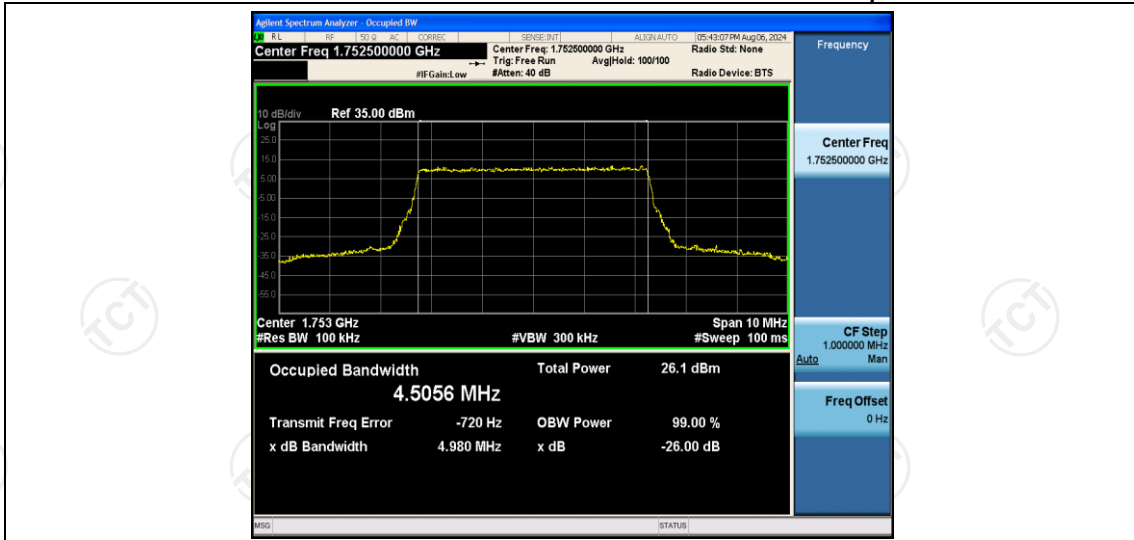 Agilent Spectrum Analyzer - Occupied BW
RL RF 50 Ω AC CORREC SENSE:INT ALIGN AUTO 05:43:07 PM Aug 06, 2024
Center Freq 1.752500000 GHz
Center Freq: 1.752500000 GHz Radio Std: None
Trig: Free Run Avg|Hold: 100/100
#IFGain:Low #Atten: 40 dB Radio Device: BTS
Frequency
10 dB/div Ref 35.00 dBm
Log
25.0
15.0
5.00
-5.00
-15.0
-25.0
-35.0
-45.0
-55.0
Center Freq
1.752500000 GHz
Center 1.753 GHz Span 10 MHz
#Res BW 100 kHz #VBW 300 kHz #Sweep 100 ms
CF Step
1.000000 MHz
Auto Man
Occupied Bandwidth Total Power 26.1 dBm
4.5056 MHz
Transmit Freq Error -720 Hz OBW Power 99.00 %
x dB Bandwidth 4.980 MHz x dB -26.00 dB
Freq Offset
0 Hz
MSG STATUS
TCT
TCT